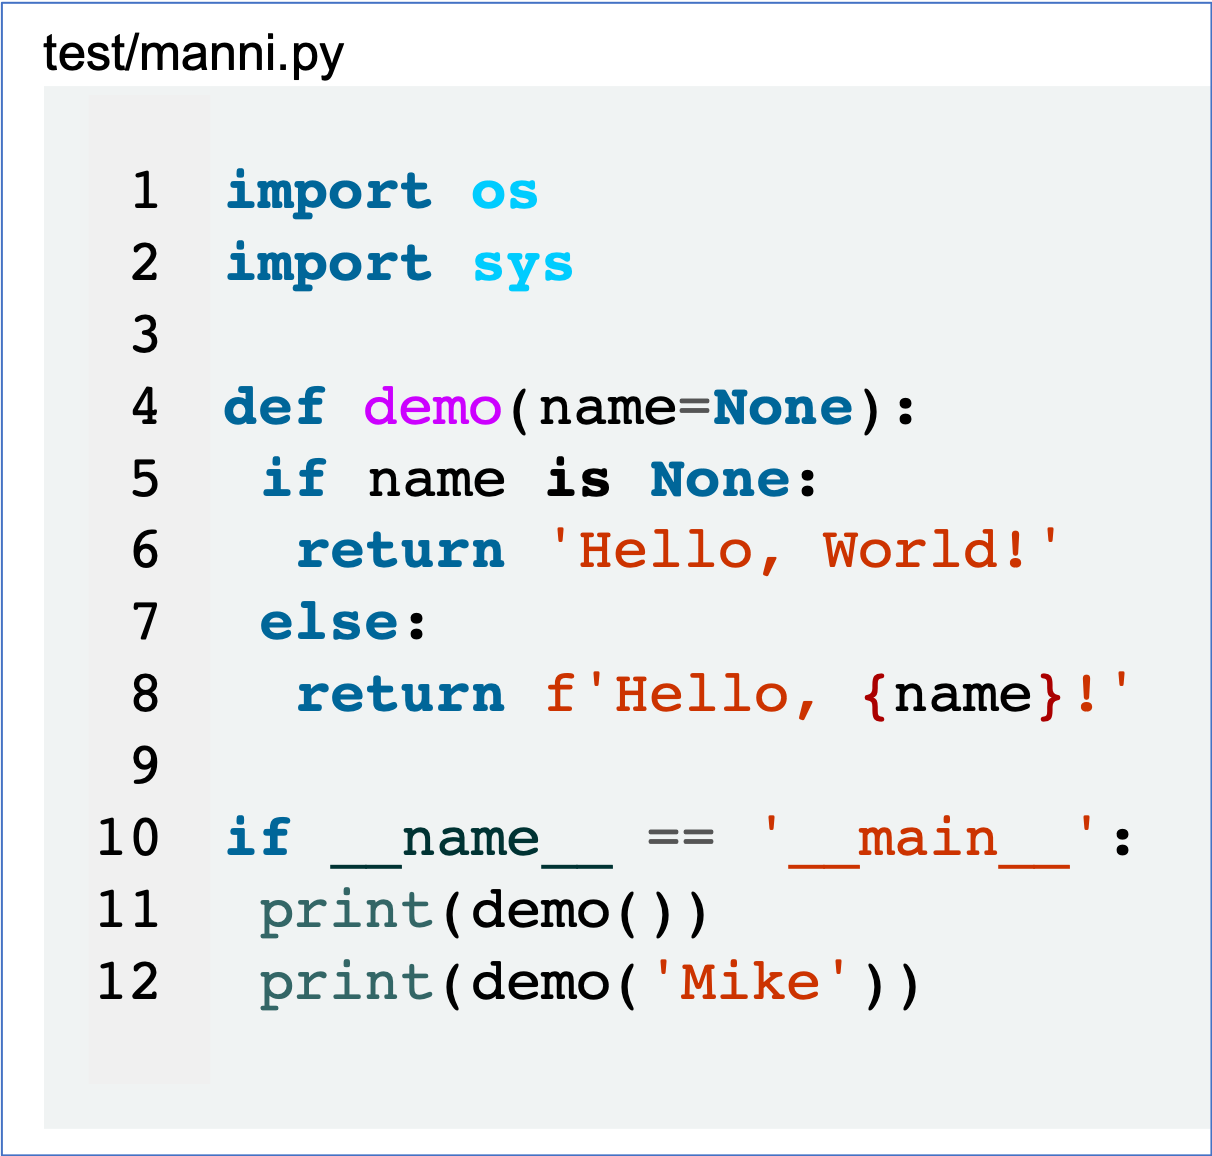 test/manni.py
1 import os
2 import sys
3
4 def demo(name=None):
5  if name is None:
6   return 'Hello, World!'
7  else:
8   return f'Hello, {name}!'
9
10 if __name__ == '__main__':
11  print(demo())
12  print(demo('Mike'))